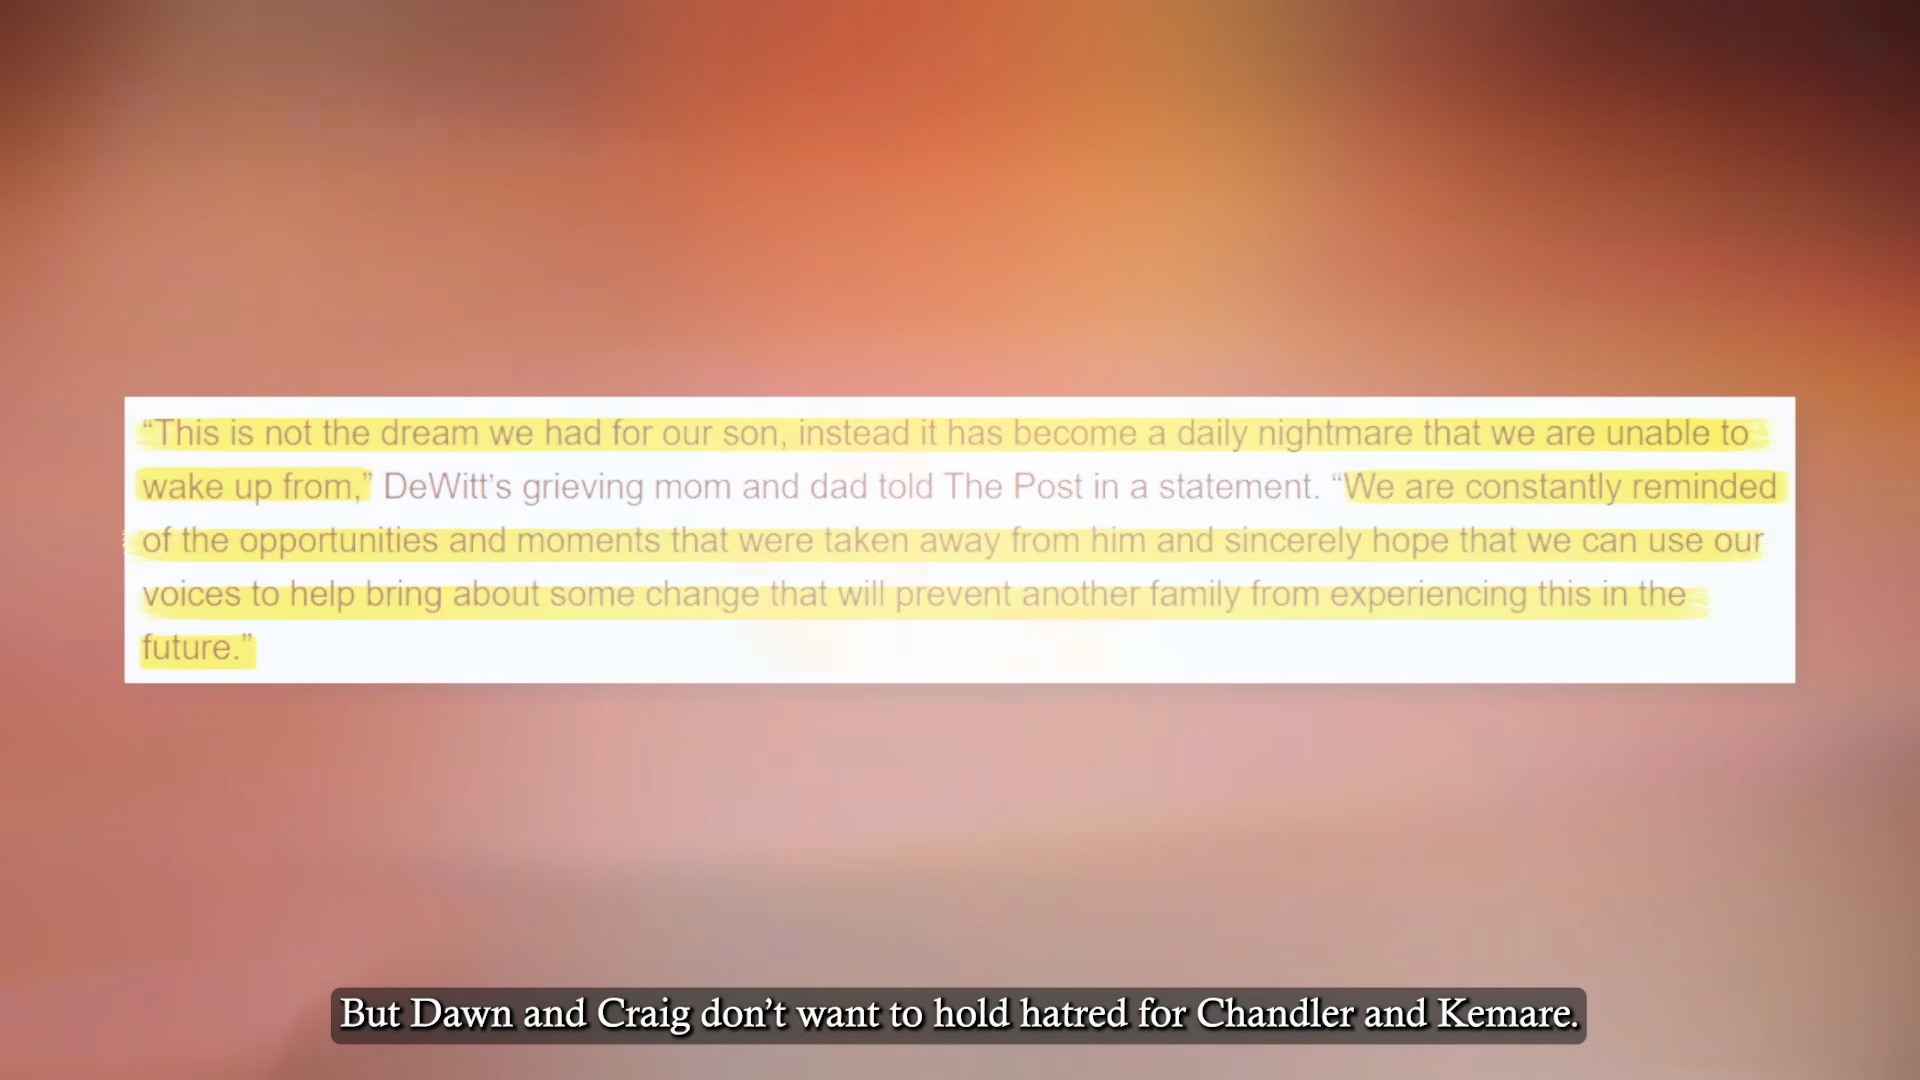 “This is not the dream we had for our son, instead it has become a daily nightmare that we are unable to
wake up from,” DeWitt’s grieving mom and dad told The Post in a statement. “We are constantly reminded
of the opportunities and moments that were taken away from him and sincerely hope that we can use our
voices to help bring about some change that will prevent another family from experiencing this in the
future.”
But Dawn and Craig don’t want to hold hatred for Chandler and Kemare.